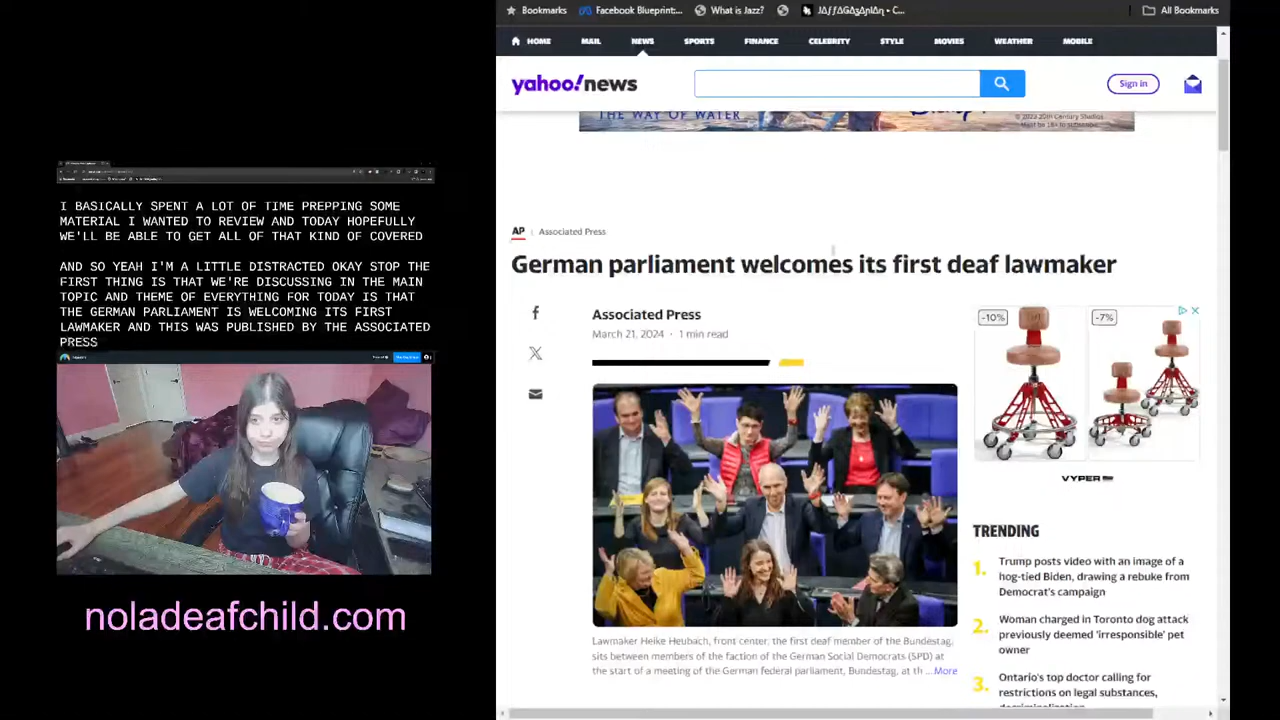 I BASICALLY SPENT A LOT OF TIME PREPPING SOME
MATERIAL I WANTED TO REVIEW AND TODAY HOPEFULLY
WE'LL BE ABLE TO GET ALL OF THAT KIND OF COVERED
AND SO YEAH I'M A LITTLE DISTRACTED OKAY STOP THE
FIRST THING IS THAT WE'RE DISCUSSING IN THE MAIN
TOPIC AND THEME OF EVERYTHING FOR TODAY IS THAT
THE GERMAN PARLIAMENT IS WELCOMING ITS FIRST
LAWMAKER AND THIS WAS PUBLISHED BY THE ASSOCIATED
PRESS
noladeafchild.com
Bookmarks Facebook Blueprint:... What is Jazz? All Bookmarks
HOME MAIL NEWS SPORTS FINANCE CELEBRITY STYLE MOVIES WEATHER MOBILE
yahoo!news
Sign in
THE WAY OF WATER
© 2023 20th Century Studios
Must be 18+ to subscribe.
AP Associated Press
German parliament welcomes its first deaf lawmaker
Associated Press
March 21, 2024 · 1 min read
Lawmaker Heike Heubach, front center, the first deaf member of the Bundestag,
sits between members of the faction of the German Social Democrats (SPD) at
the start of a meeting of the German federal parliament, Bundestag, at th ...More
-10% -7%
VYPER
TRENDING
1. Trump posts video with an image of a
hog-tied Biden, drawing a rebuke from
Democrat's campaign
2. Woman charged in Toronto dog attack
previously deemed 'irresponsible' pet
owner
3. Ontario's top doctor calling for
restrictions on legal substances,
decriminalization